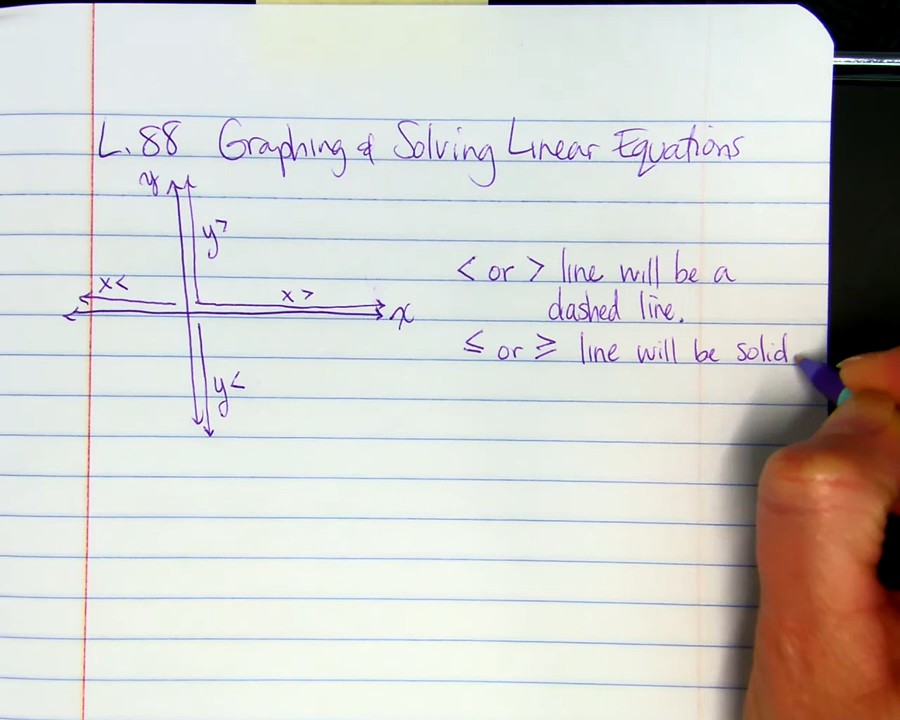 L.88 Graphing & Solving Linear Equations
y
y>
x<
x>
x
y<
< or > line will be a
dashed line.
≤ or ≥ line will be solid